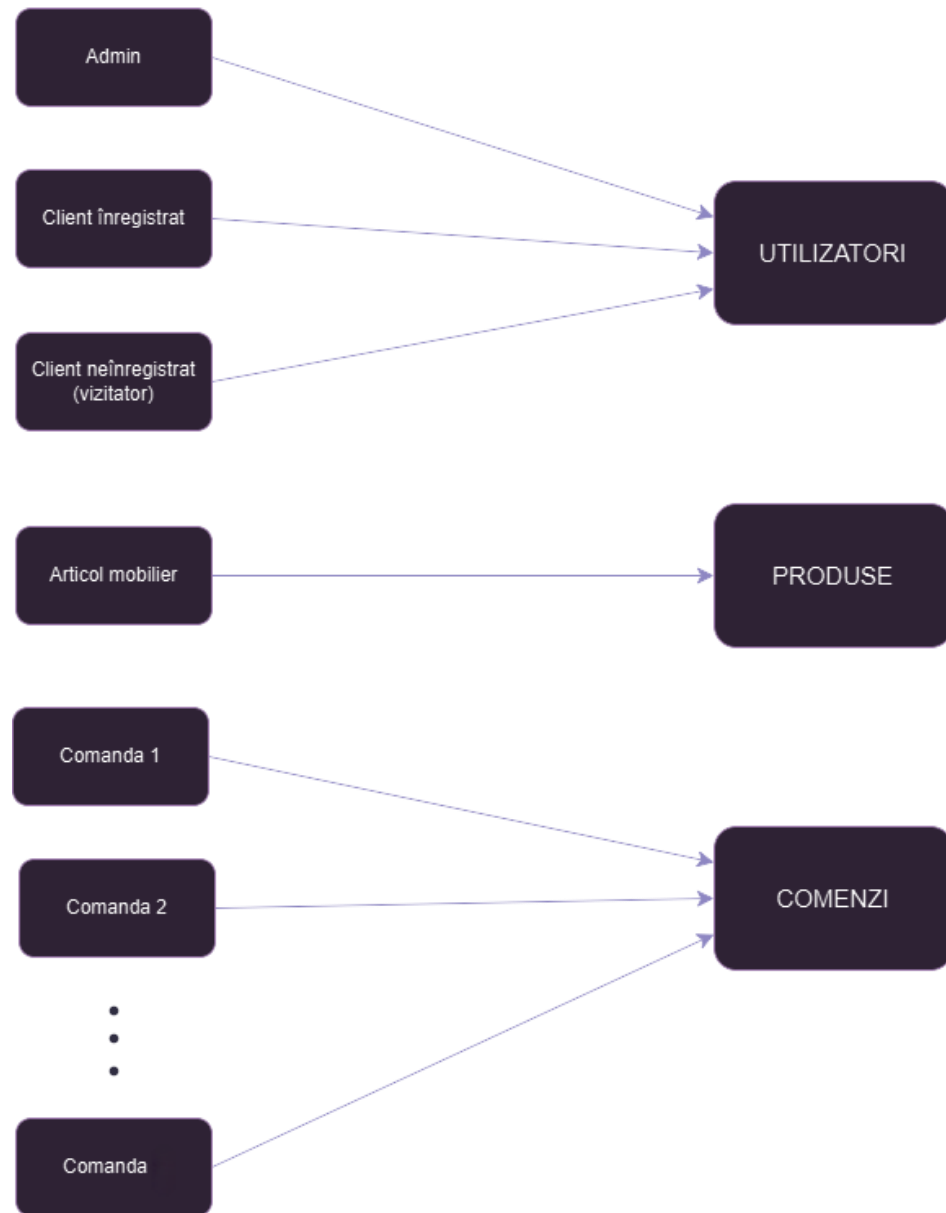 Admin
Client înregistrat
UTILIZATORI
Client neînregistrat
(vizitator)
Articol mobilier
PRODUSE
Comanda 1
Comanda 2
COMENZI
Comanda